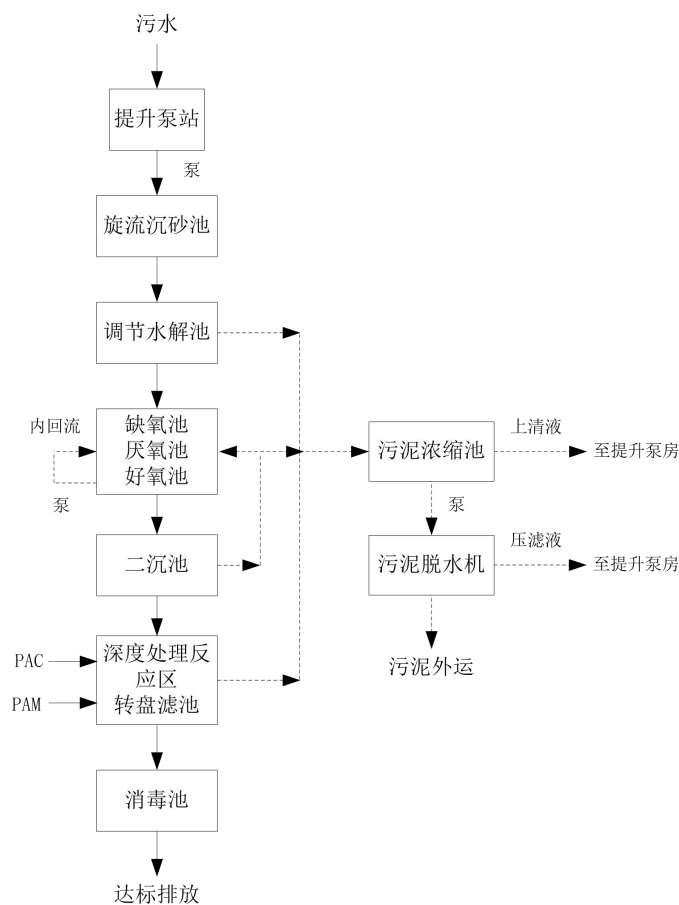 污水
提升泵站
泵
旋流沉砂池
调节水解池
内回流
缺氧池
厌氧池
好氧池
泵
污泥浓缩池
上清液
至提升泵房
泵
二沉池
污泥脱水机
压滤液
至提升泵房
污泥外运
PAC
PAM
深度处理反
应区
转盘滤池
消毒池
达标排放